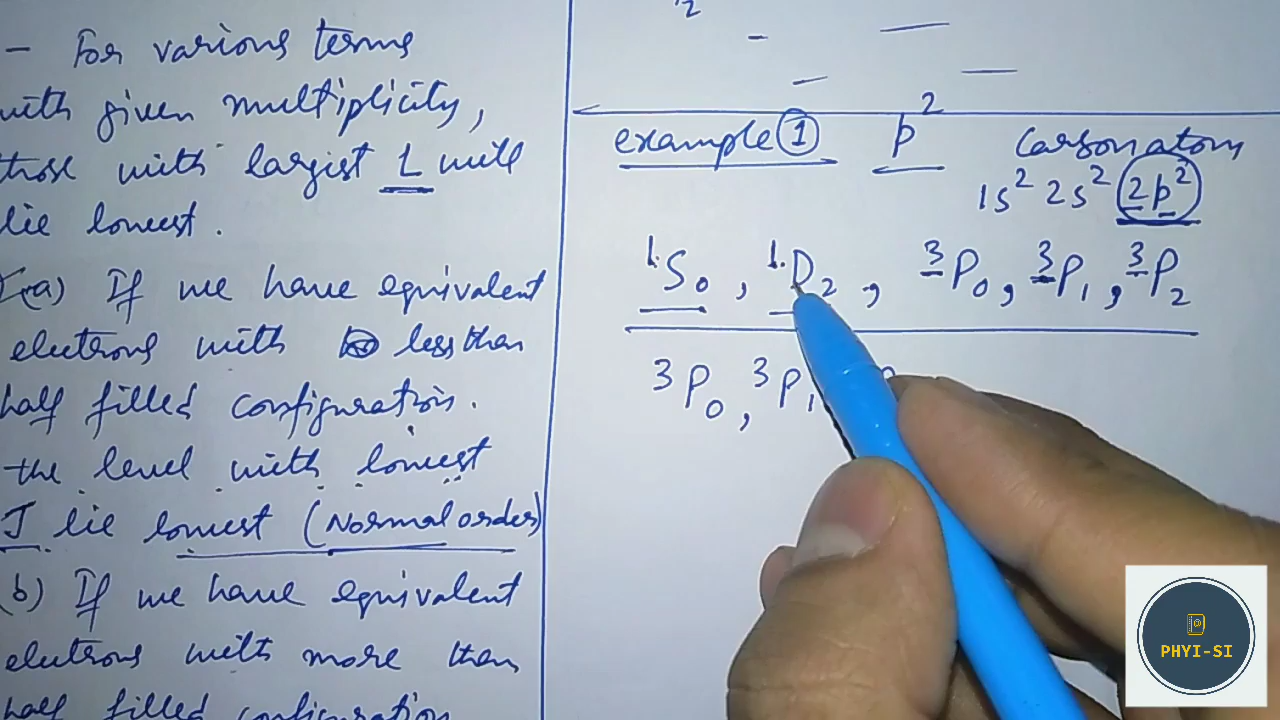 - For various terms
with given multiplicity,
those with largest L will
lie lowest.
(a) If we have equivalent
electrons with less than
half filled configuration.
the level with lowest
J lie lowest (Normal order)
(b) If we have equivalent
electrons with more than
half filled configuration
2
example ① p²
Carbon atom
1s² 2s² 2p²
¹S₀, ¹D₂, ³P₀, ³P₁, ³P₂
³P₀, ³P₁
PHYI-SI